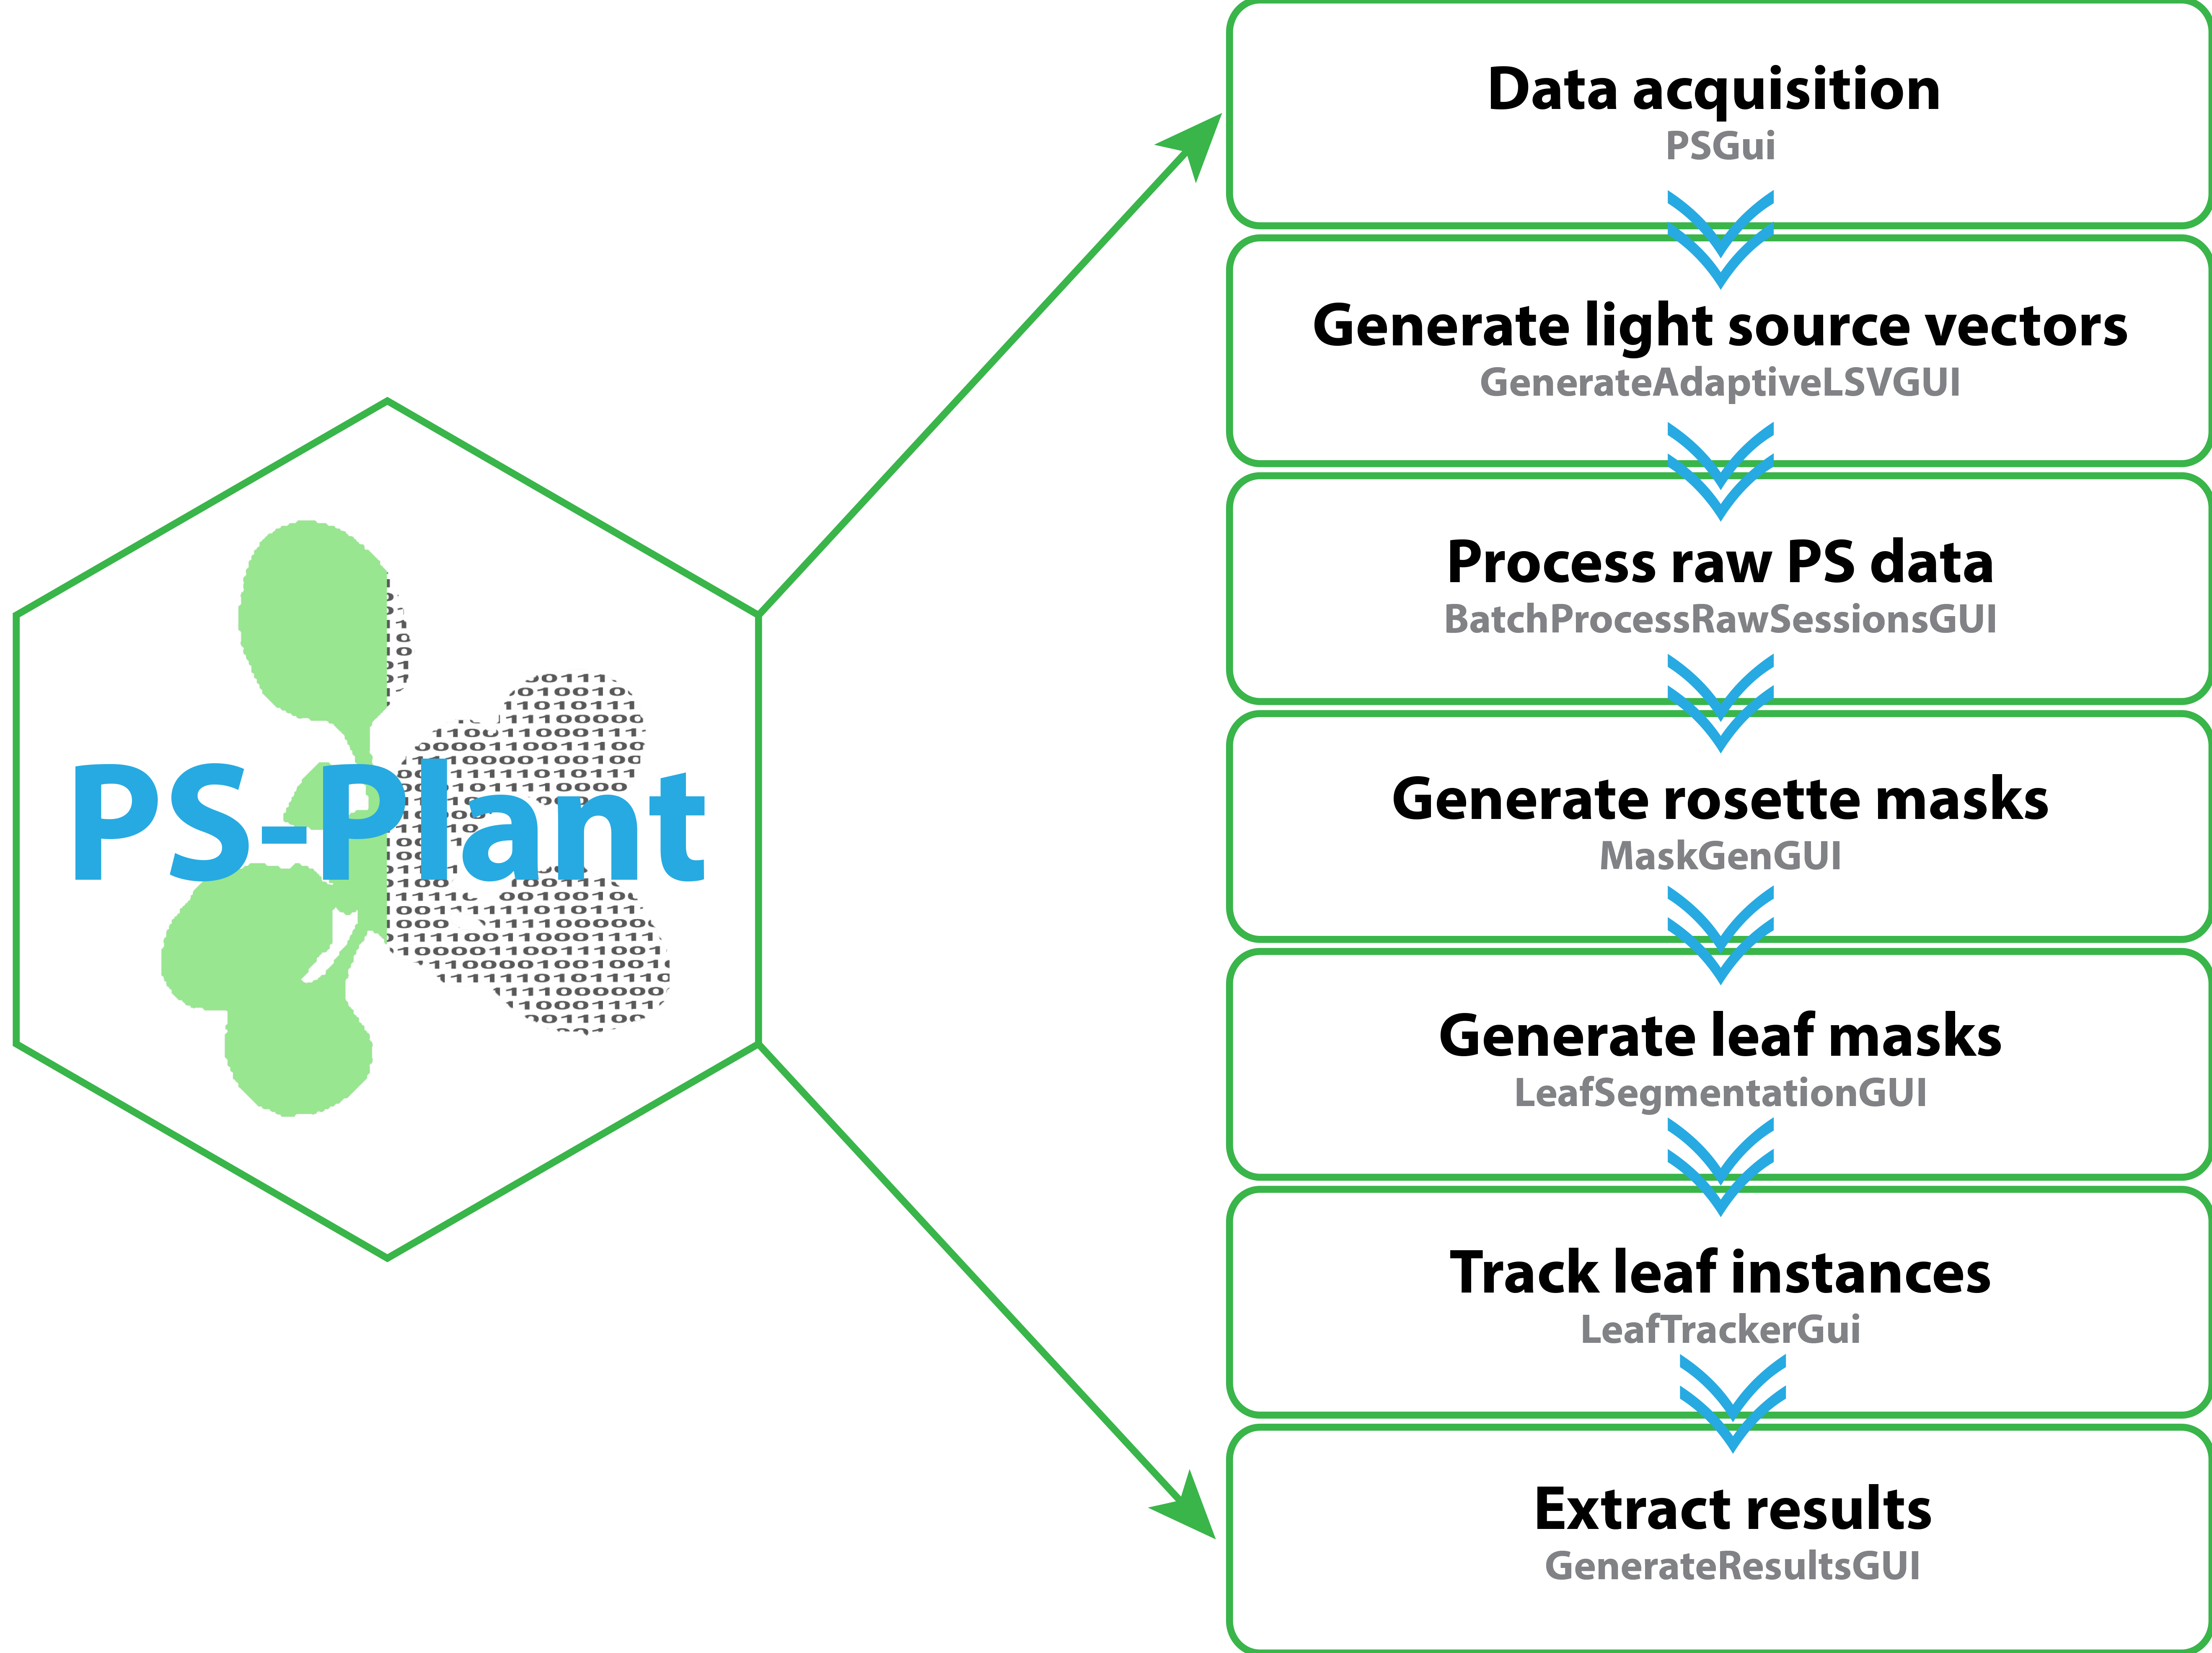 PS-Plant
Data acquisition
PSGui
Generate light source vectors
GenerateAdaptiveLSVGUI
Process raw PS data
BatchProcessRawSessionsGUI
Generate rosette masks
MaskGenGUI
Generate leaf masks
LeafSegmentationGUI
Track leaf instances
LeafTrackerGui
Extract results
GenerateResultsGUI